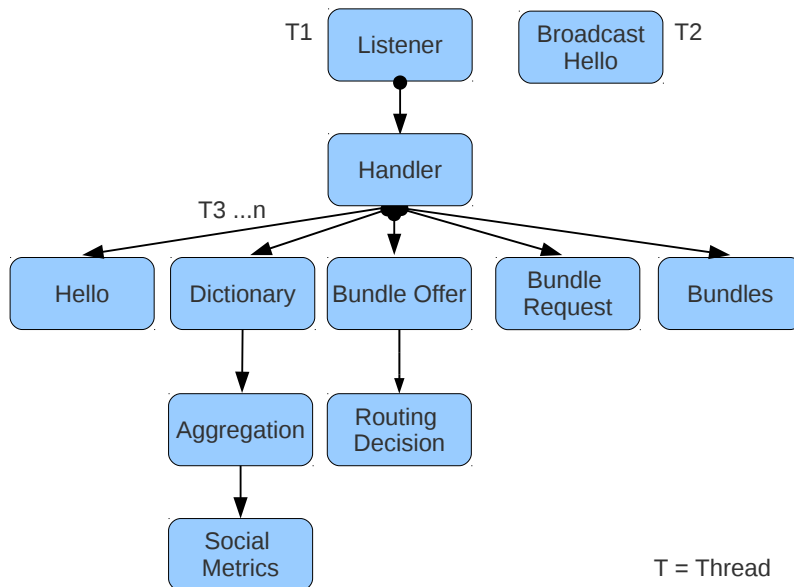 T1
Listener
Broadcast
Hello
T2
Handler
T3 ...n
Hello
Dictionary
Bundle Offer
Bundle
Request
Bundles
Aggregation
Routing
Decision
Social
Metrics
T = Thread